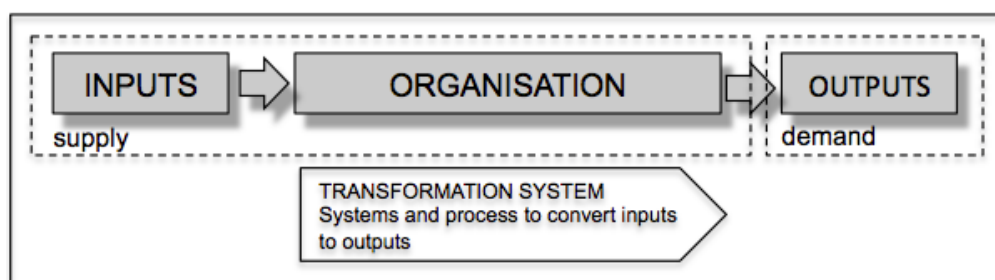 INPUTS
ORGANISATION
OUTPUTS
supply
demand
TRANSFORMATION SYSTEM
Systems and process to convert inputs
to outputs